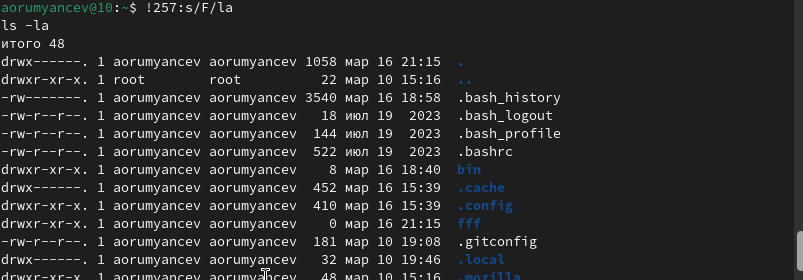 aorumyancev@10:~$ !257:s/F/la
ls -la
итого 48
drwx------. 1 aorumyancev aorumyancev 1058 мар 16 21:15 .
drwxr-xr-x. 1 root        root          22 мар 10 15:16 ..
-rw-------. 1 aorumyancev aorumyancev 3540 мар 16 18:58 .bash_history
-rw-r--r--. 1 aorumyancev aorumyancev   18 июл 19  2023 .bash_logout
-rw-r--r--. 1 aorumyancev aorumyancev  144 июл 19  2023 .bash_profile
-rw-r--r--. 1 aorumyancev aorumyancev  522 июл 19  2023 .bashrc
drwxr-xr-x. 1 aorumyancev aorumyancev    8 мар 16 18:40 bin
drwx------. 1 aorumyancev aorumyancev  452 мар 16 15:39 .cache
drwxr-xr-x. 1 aorumyancev aorumyancev  410 мар 16 15:39 .config
drwxr-xr-x. 1 aorumyancev aorumyancev    0 мар 16 21:15 fff
-rw-r--r--. 1 aorumyancev aorumyancev  181 мар 10 19:08 .gitconfig
drwx------. 1 aorumyancev aorumyancev   32 мар 10 19:46 .local
drwxr-xr-x. 1 aorumyancev aorumyancev   48 мар 10 15:16 .mozilla